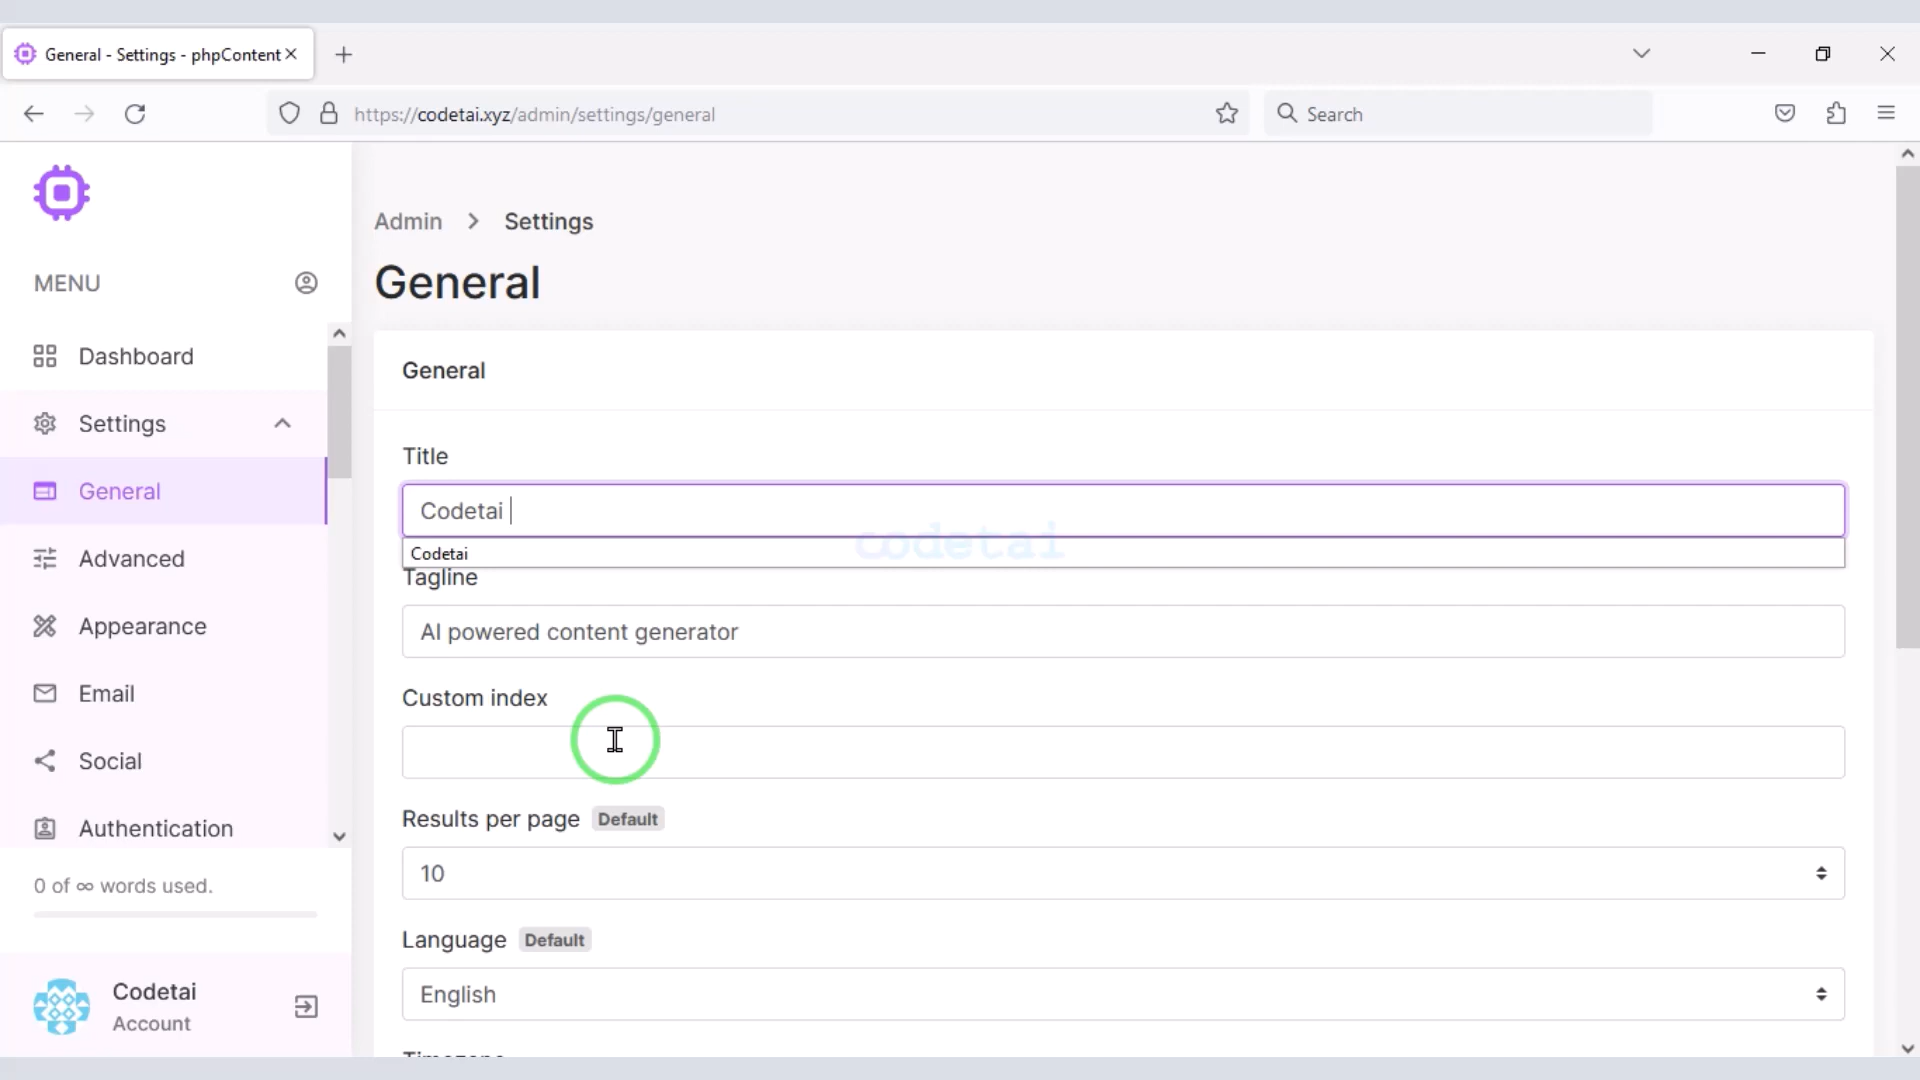 General - Settings - phpContent
https://codetai.xyz/admin/settings/general
Search
MENU
Dashboard
Settings
General
Advanced
Appearance
Email
Social
Authentication
0 of ∞ words used.
Codetai
Account
Admin > Settings
General
General
Title
Codetai
Codetai
codetai
Tagline
AI powered content generator
Custom index
Results per page Default
10
Language Default
English
Timezone